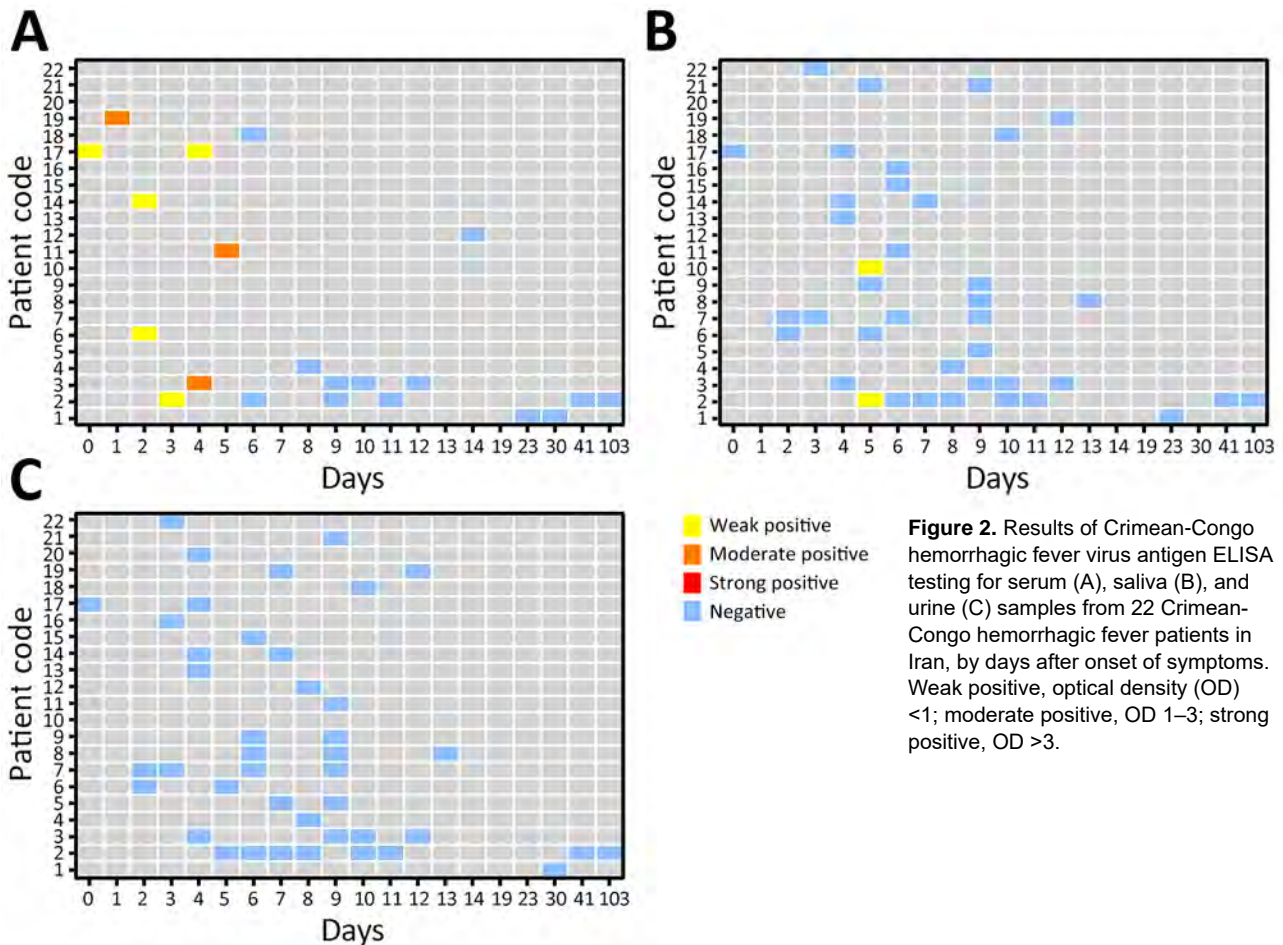 A
22
21
20
19
18
17
16
15
14
13
12
11
10
9
8
7
6
5
4
3
2
1
Patient code
0 1 2 3 4 5 6 7 8 9 10 11 12 13 14 19 23 30 41 103
Days
B
22
21
20
19
18
17
16
15
14
13
12
11
10
9
8
7
6
5
4
3
2
1
Patient code
0 1 2 3 4 5 6 7 8 9 10 11 12 13 14 19 23 30 41 103
Days
C
22
21
20
19
18
17
16
15
14
13
12
11
10
9
8
7
6
5
4
3
2
1
Patient code
0 1 2 3 4 5 6 7 8 9 10 11 12 13 14 19 23 30 41 103
Days
Weak positive
Moderate positive
Strong positive
Negative
Figure 2. Results of Crimean-Congo
hemorrhagic fever virus antigen ELISA
testing for serum (A), saliva (B), and
urine (C) samples from 22 Crimean-
Congo hemorrhagic fever patients in
Iran, by days after onset of symptoms.
Weak positive, optical density (OD)
<1; moderate positive, OD 1–3; strong
positive, OD >3.